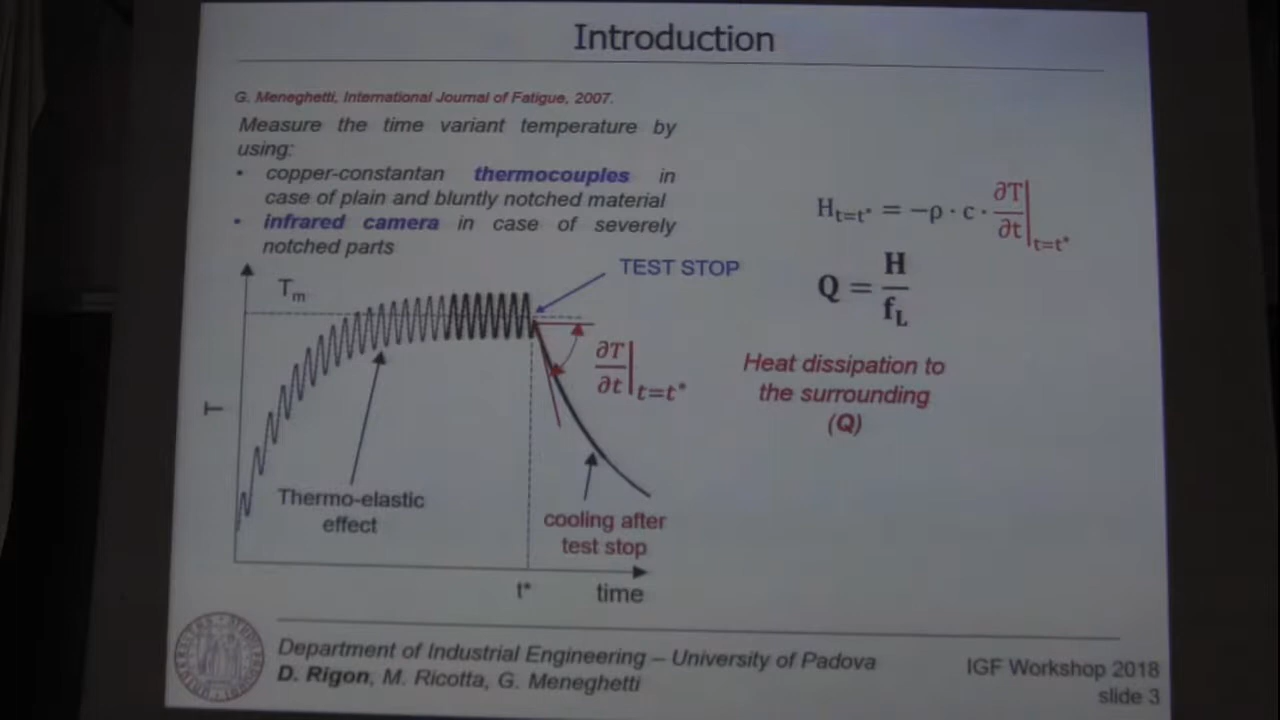 Introduction
G. Meneghetti, International Journal of Fatigue, 2007.
Measure the time variant temperature by
using:
• copper-constantan thermocouples in
case of plain and bluntly notched material
• infrared camera in case of severely
notched parts
H_{t=t*} = −ρ · c · ∂T/∂t|_{t=t*}
Q = H/f_L
Heat dissipation to
the surrounding
(Q)
TEST STOP
T_m
∂T/∂t|_{t=t*}
T
Thermo-elastic
effect
cooling after
test stop
t*
time
Department of Industrial Engineering – University of Padova
D. Rigon, M. Ricotta, G. Meneghetti
IGF Workshop 2018
slide 3